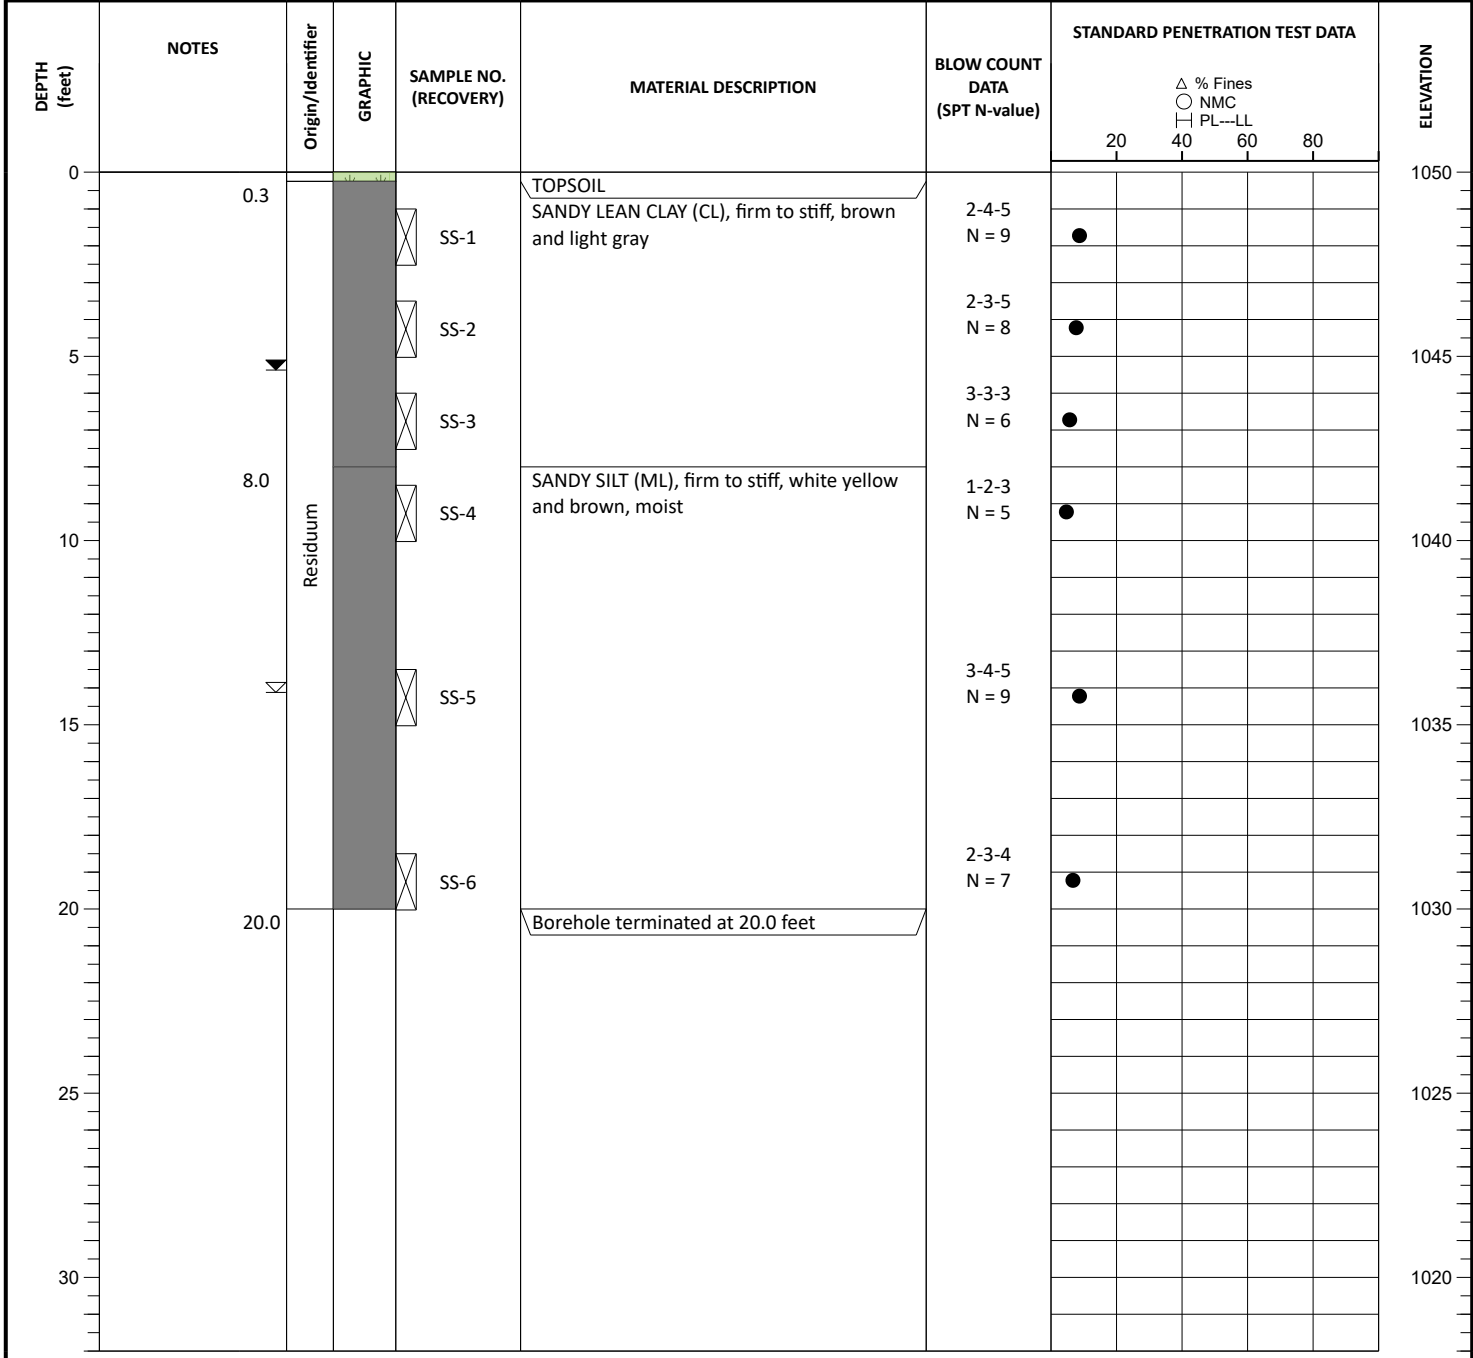 DEPTH
(feet)
NOTES
Origin/Identifier
GRAPHIC
SAMPLE NO.
(RECOVERY)
MATERIAL DESCRIPTION
BLOW COUNT
DATA
(SPT N-value)
STANDARD PENETRATION TEST DATA
△ % Fines
○ NMC
PL---LL
20 40 60 80
ELEVATION
0
1050
0.3
TOPSOIL
SANDY LEAN CLAY (CL), firm to stiff, brown
and light gray
SS-1
2-4-5
N = 9
SS-2
2-3-5
N = 8
5
1045
SS-3
3-3-3
N = 6
8.0
SANDY SILT (ML), firm to stiff, white yellow
and brown, moist
SS-4
1-2-3
N = 5
10
Residuum
1040
SS-5
3-4-5
N = 9
15
1035
SS-6
2-3-4
N = 7
20
1030
20.0
Borehole terminated at 20.0 feet
25
1025
30
1020